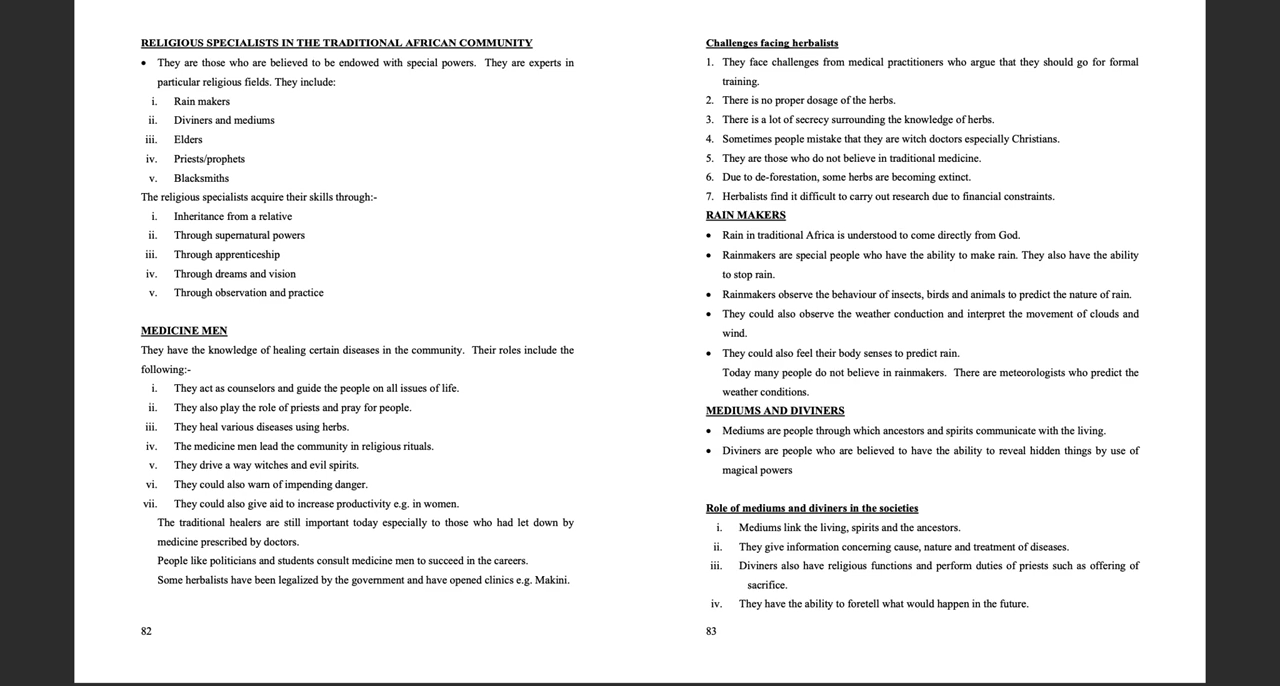 RELIGIOUS SPECIALISTS IN THE TRADITIONAL AFRICAN COMMUNITY
• They are those who are believed to be endowed with special powers. They are experts in
particular religious fields. They include:
i. Rain makers
ii. Diviners and mediums
iii. Elders
iv. Priests/prophets
v. Blacksmiths
The religious specialists acquire their skills through:-
i. Inheritance from a relative
ii. Through supernatural powers
iii. Through apprenticeship
iv. Through dreams and vision
v. Through observation and practice
MEDICINE MEN
They have the knowledge of healing certain diseases in the community. Their roles include the
following:-
i. They act as counselors and guide the people on all issues of life.
ii. They also play the role of priests and pray for people.
iii. They heal various diseases using herbs.
iv. The medicine men lead the community in religious rituals.
v. They drive a way witches and evil spirits.
vi. They could also warn of impending danger.
vii. They could also give aid to increase productivity e.g. in women.
The traditional healers are still important today especially to those who had let down by
medicine prescribed by doctors.
People like politicians and students consult medicine men to succeed in the careers.
Some herbalists have been legalized by the government and have opened clinics e.g. Makini.
82
Challenges facing herbalists
1. They face challenges from medical practitioners who argue that they should go for formal
training.
2. There is no proper dosage of the herbs.
3. There is a lot of secrecy surrounding the knowledge of herbs.
4. Sometimes people mistake that they are witch doctors especially Christians.
5. They are those who do not believe in traditional medicine.
6. Due to de-forestation, some herbs are becoming extinct.
7. Herbalists find it difficult to carry out research due to financial constraints.
RAIN MAKERS
• Rain in traditional Africa is understood to come directly from God.
• Rainmakers are special people who have the ability to make rain. They also have the ability
to stop rain.
• Rainmakers observe the behaviour of insects, birds and animals to predict the nature of rain.
• They could also observe the weather conduction and interpret the movement of clouds and
wind.
• They could also feel their body senses to predict rain.
Today many people do not believe in rainmakers. There are meteorologists who predict the
weather conditions.
MEDIUMS AND DIVINERS
• Mediums are people through which ancestors and spirits communicate with the living.
• Diviners are people who are believed to have the ability to reveal hidden things by use of
magical powers
Role of mediums and diviners in the societies
i. Mediums link the living, spirits and the ancestors.
ii. They give information concerning cause, nature and treatment of diseases.
iii. Diviners also have religious functions and perform duties of priests such as offering of
sacrifice.
iv. They have the ability to foretell what would happen in the future.
83